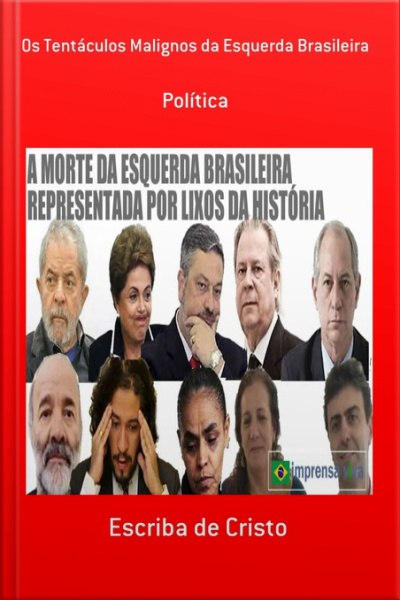 Os Tentáculos Malignos da Esquerda Brasileira
Política
A MORTE DA ESQUERDA BRASILEIRA
REPRESENTADA POR LIXOS DA HISTÓRIA
imprensaviva
Escriba de Cristo